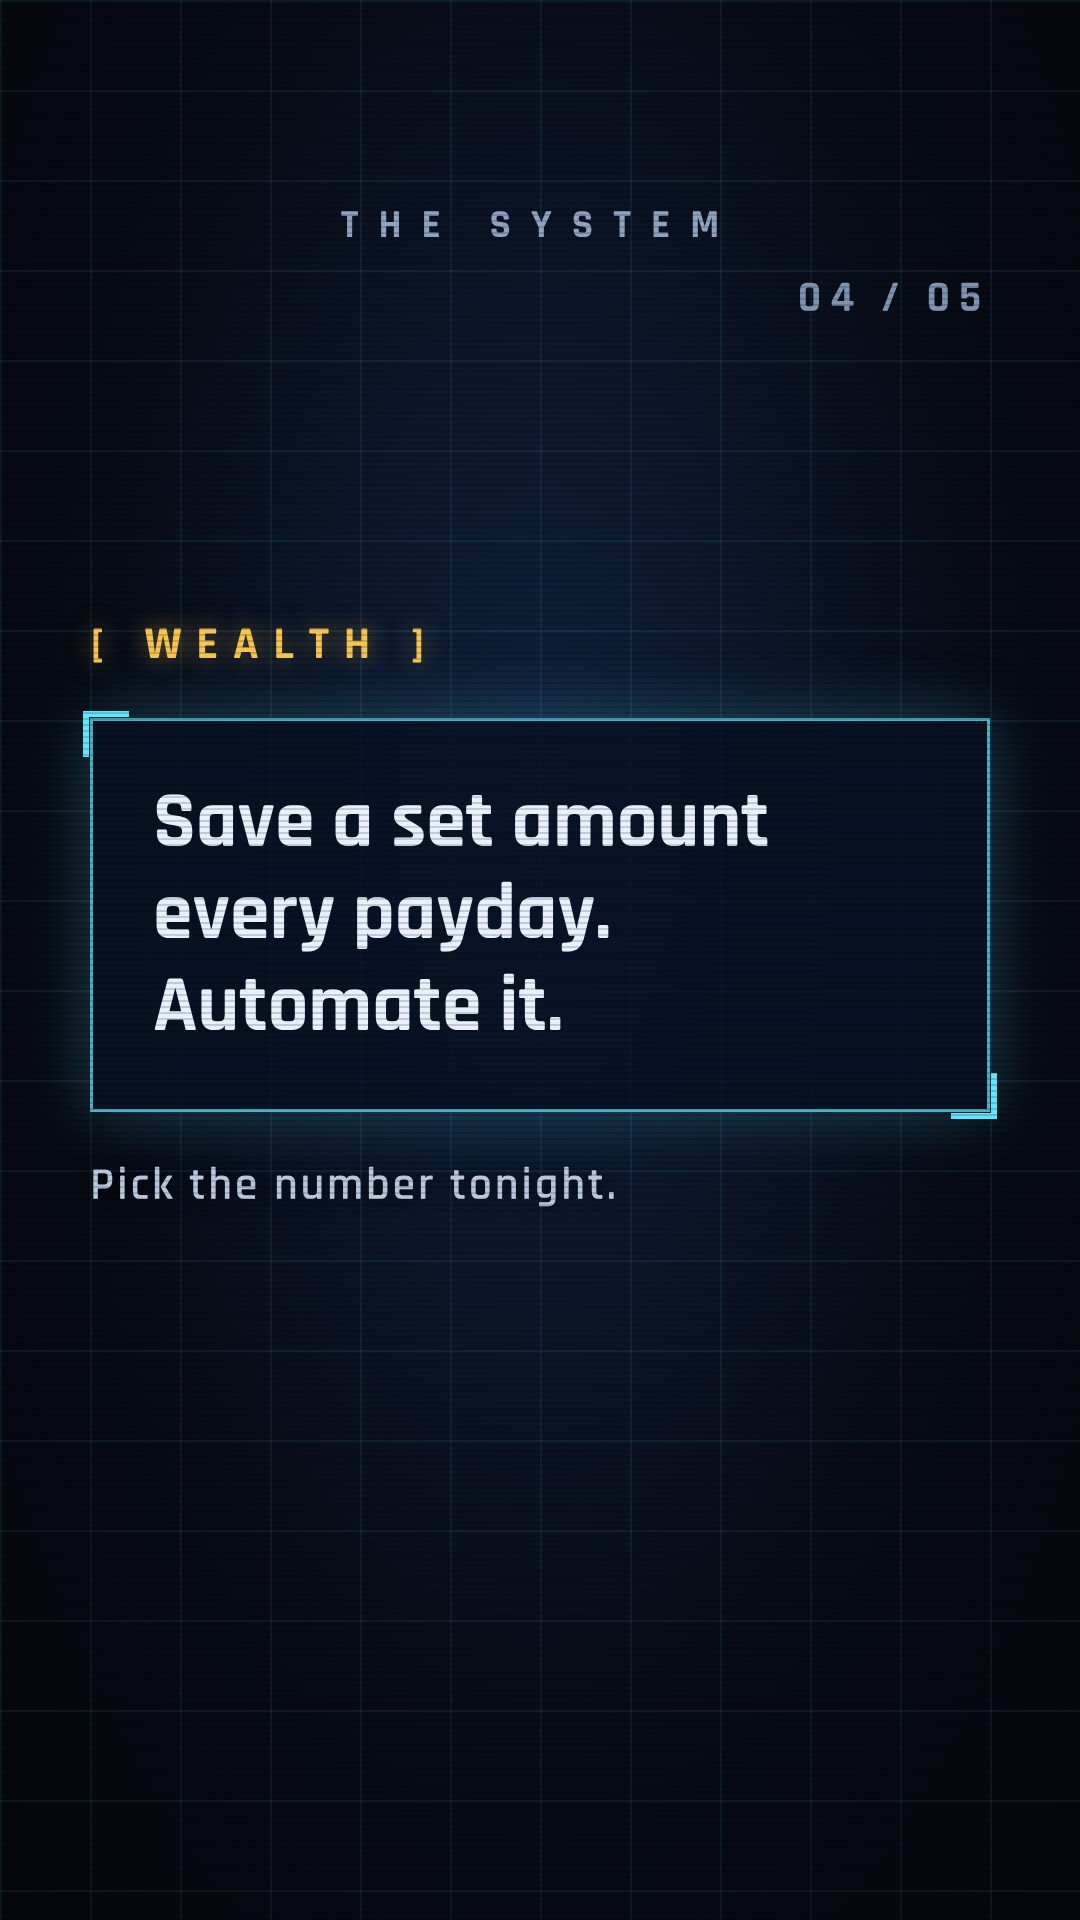 THE SYSTEM
04 / 05
[ WEALTH ]
Save a set amount
every payday.
Automate it.
Pick the number tonight.